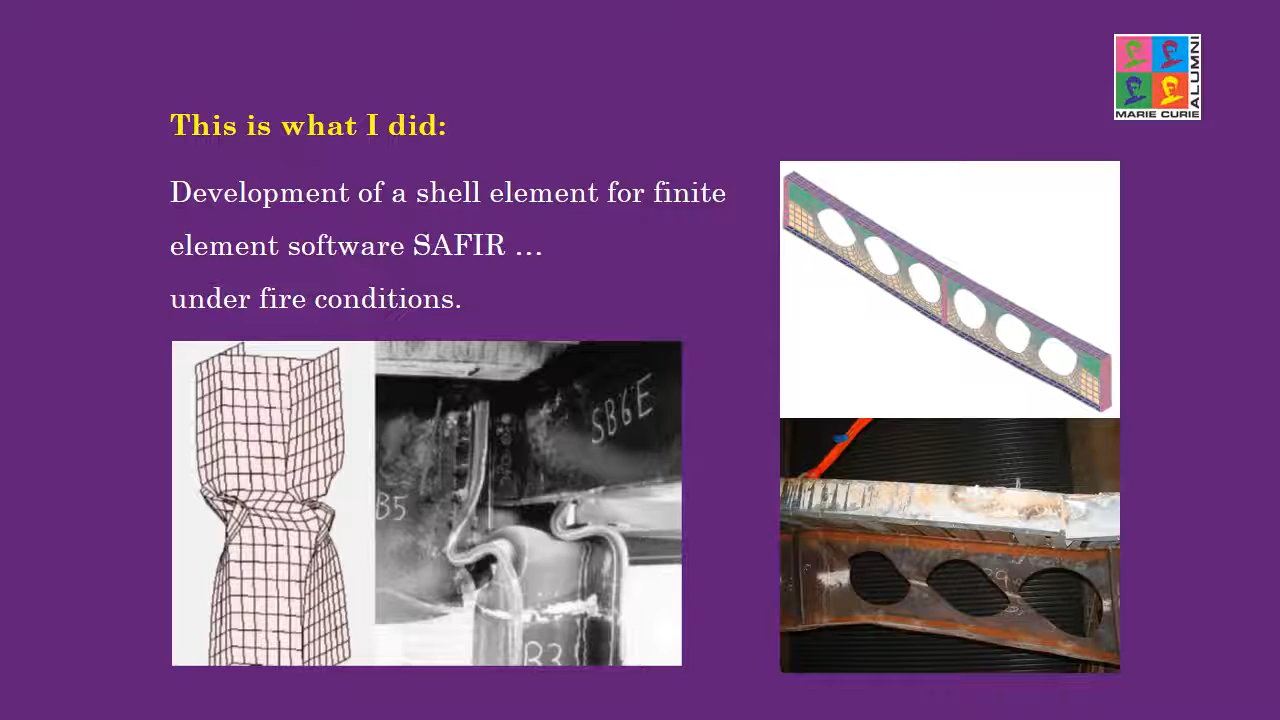 This is what I did:
Development of a shell element for finite
element software SAFIR …
under fire conditions.
MARIE CURIE
ALUMNI
SB6E
B5
B3